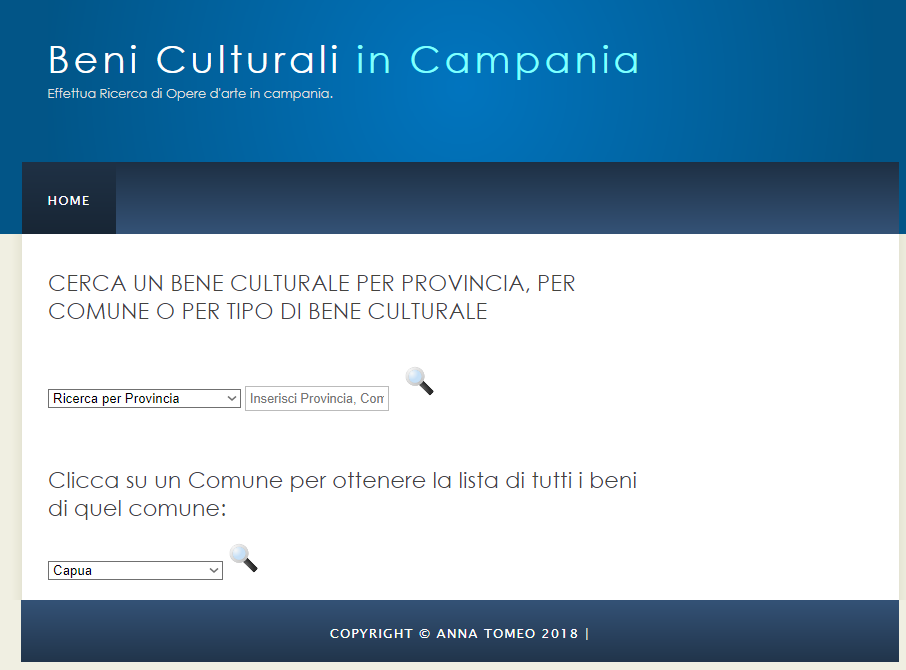 Beni Culturali in Campania
Effettua Ricerca di Opere d'arte in campania.
HOME
CERCA UN BENE CULTURALE PER PROVINCIA, PER
COMUNE O PER TIPO DI BENE CULTURALE
Ricerca per Provincia Inserisci Provincia, Com
Clicca su un Comune per ottenere la lista di tutti i beni
di quel comune:
Capua
COPYRIGHT © ANNA TOMEO 2018 |